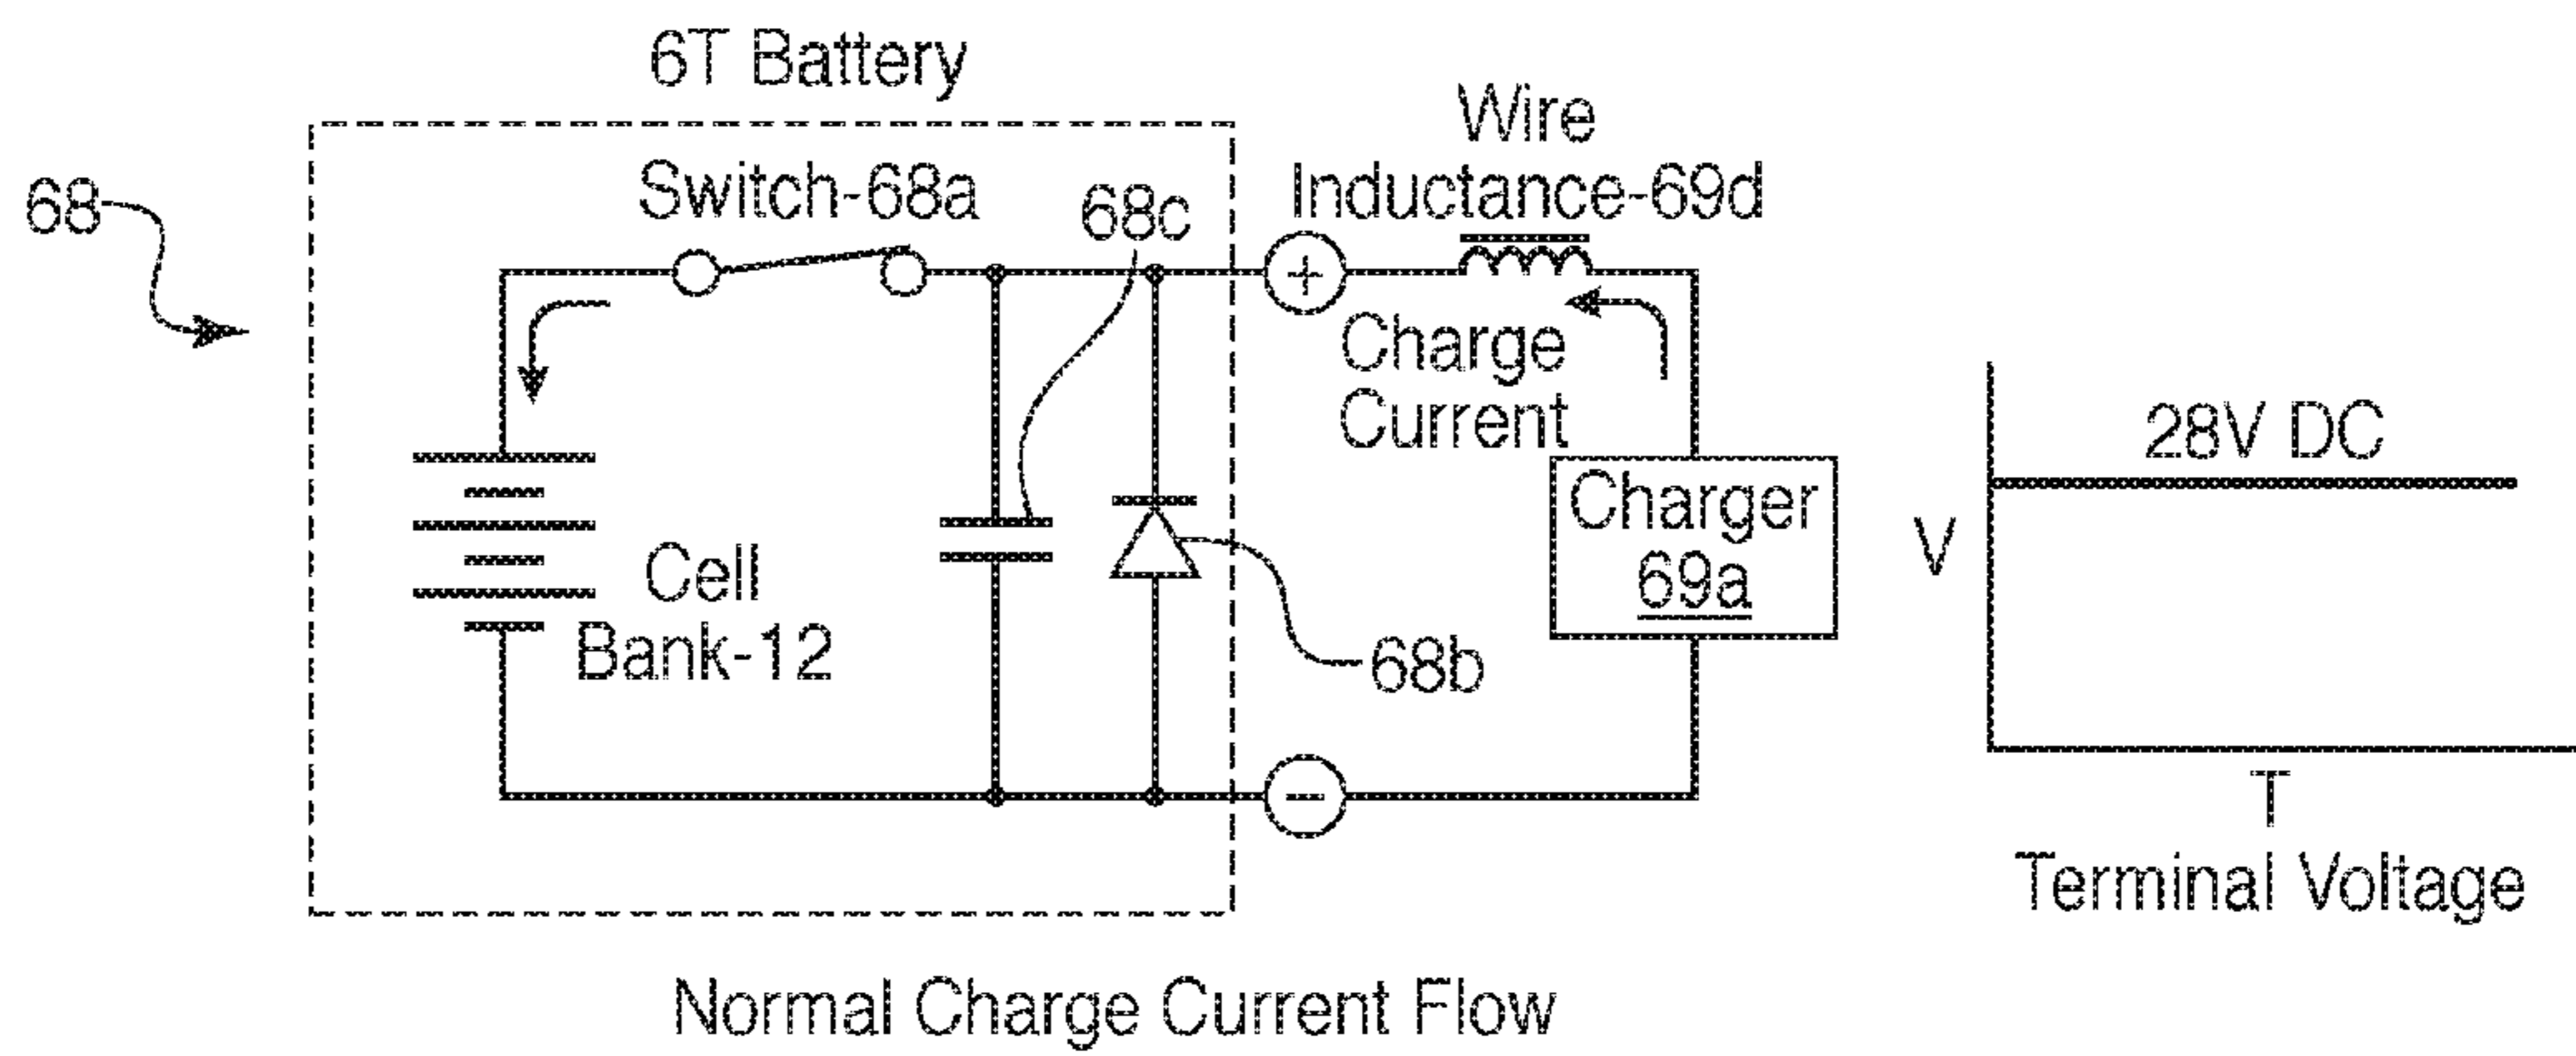 6T Battery
68
Switch-68a
68c
Wire
Inductance-69d
+
Charge
Current
Cell
Bank-12
68b
Charger
69a
-
28V DC
V
T
Terminal Voltage
Normal Charge Current Flow